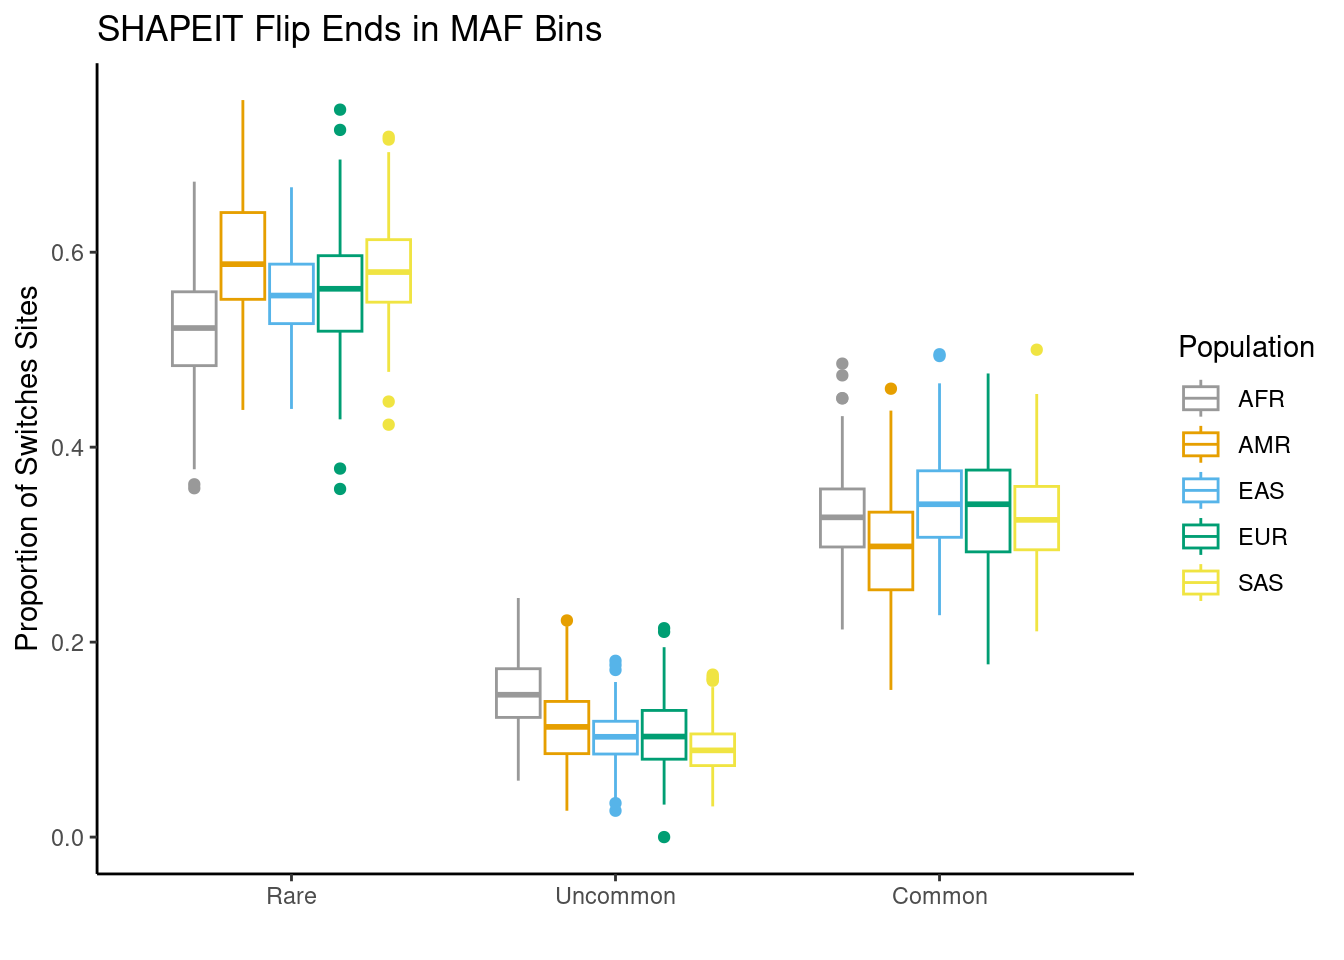 SHAPEIT Flip Ends in MAF Bins
Proportion of Switches Sites
0.6
0.4
0.2
0.0
Rare
Uncommon
Common
Population
AFR
AMR
EAS
EUR
SAS